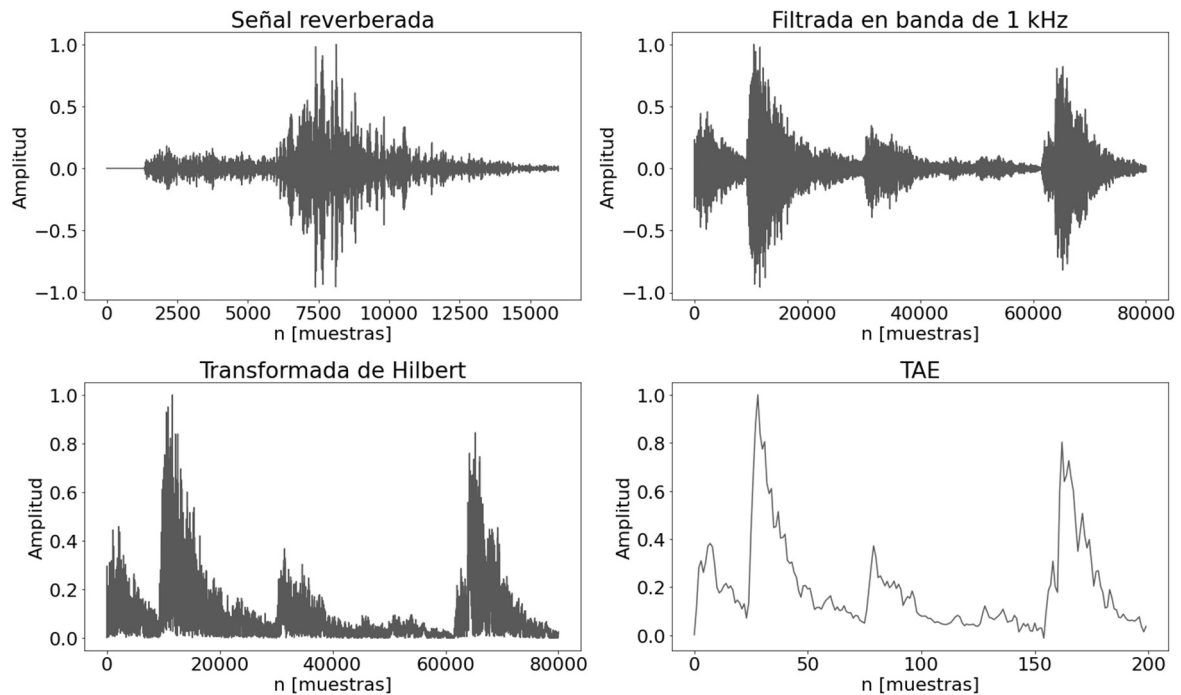 Señal reverberada
Amplitud
1.0
0.5
0.0
−0.5
−1.0
0 2500 5000 7500 10000 12500 15000
n [muestras]
Filtrada en banda de 1 kHz
Amplitud
1.0
0.5
0.0
−0.5
−1.0
0 20000 40000 60000 80000
n [muestras]
Transformada de Hilbert
Amplitud
1.0
0.8
0.6
0.4
0.2
0.0
0 20000 40000 60000 80000
n [muestras]
TAE
Amplitud
1.0
0.8
0.6
0.4
0.2
0.0
0 50 100 150 200
n [muestras]